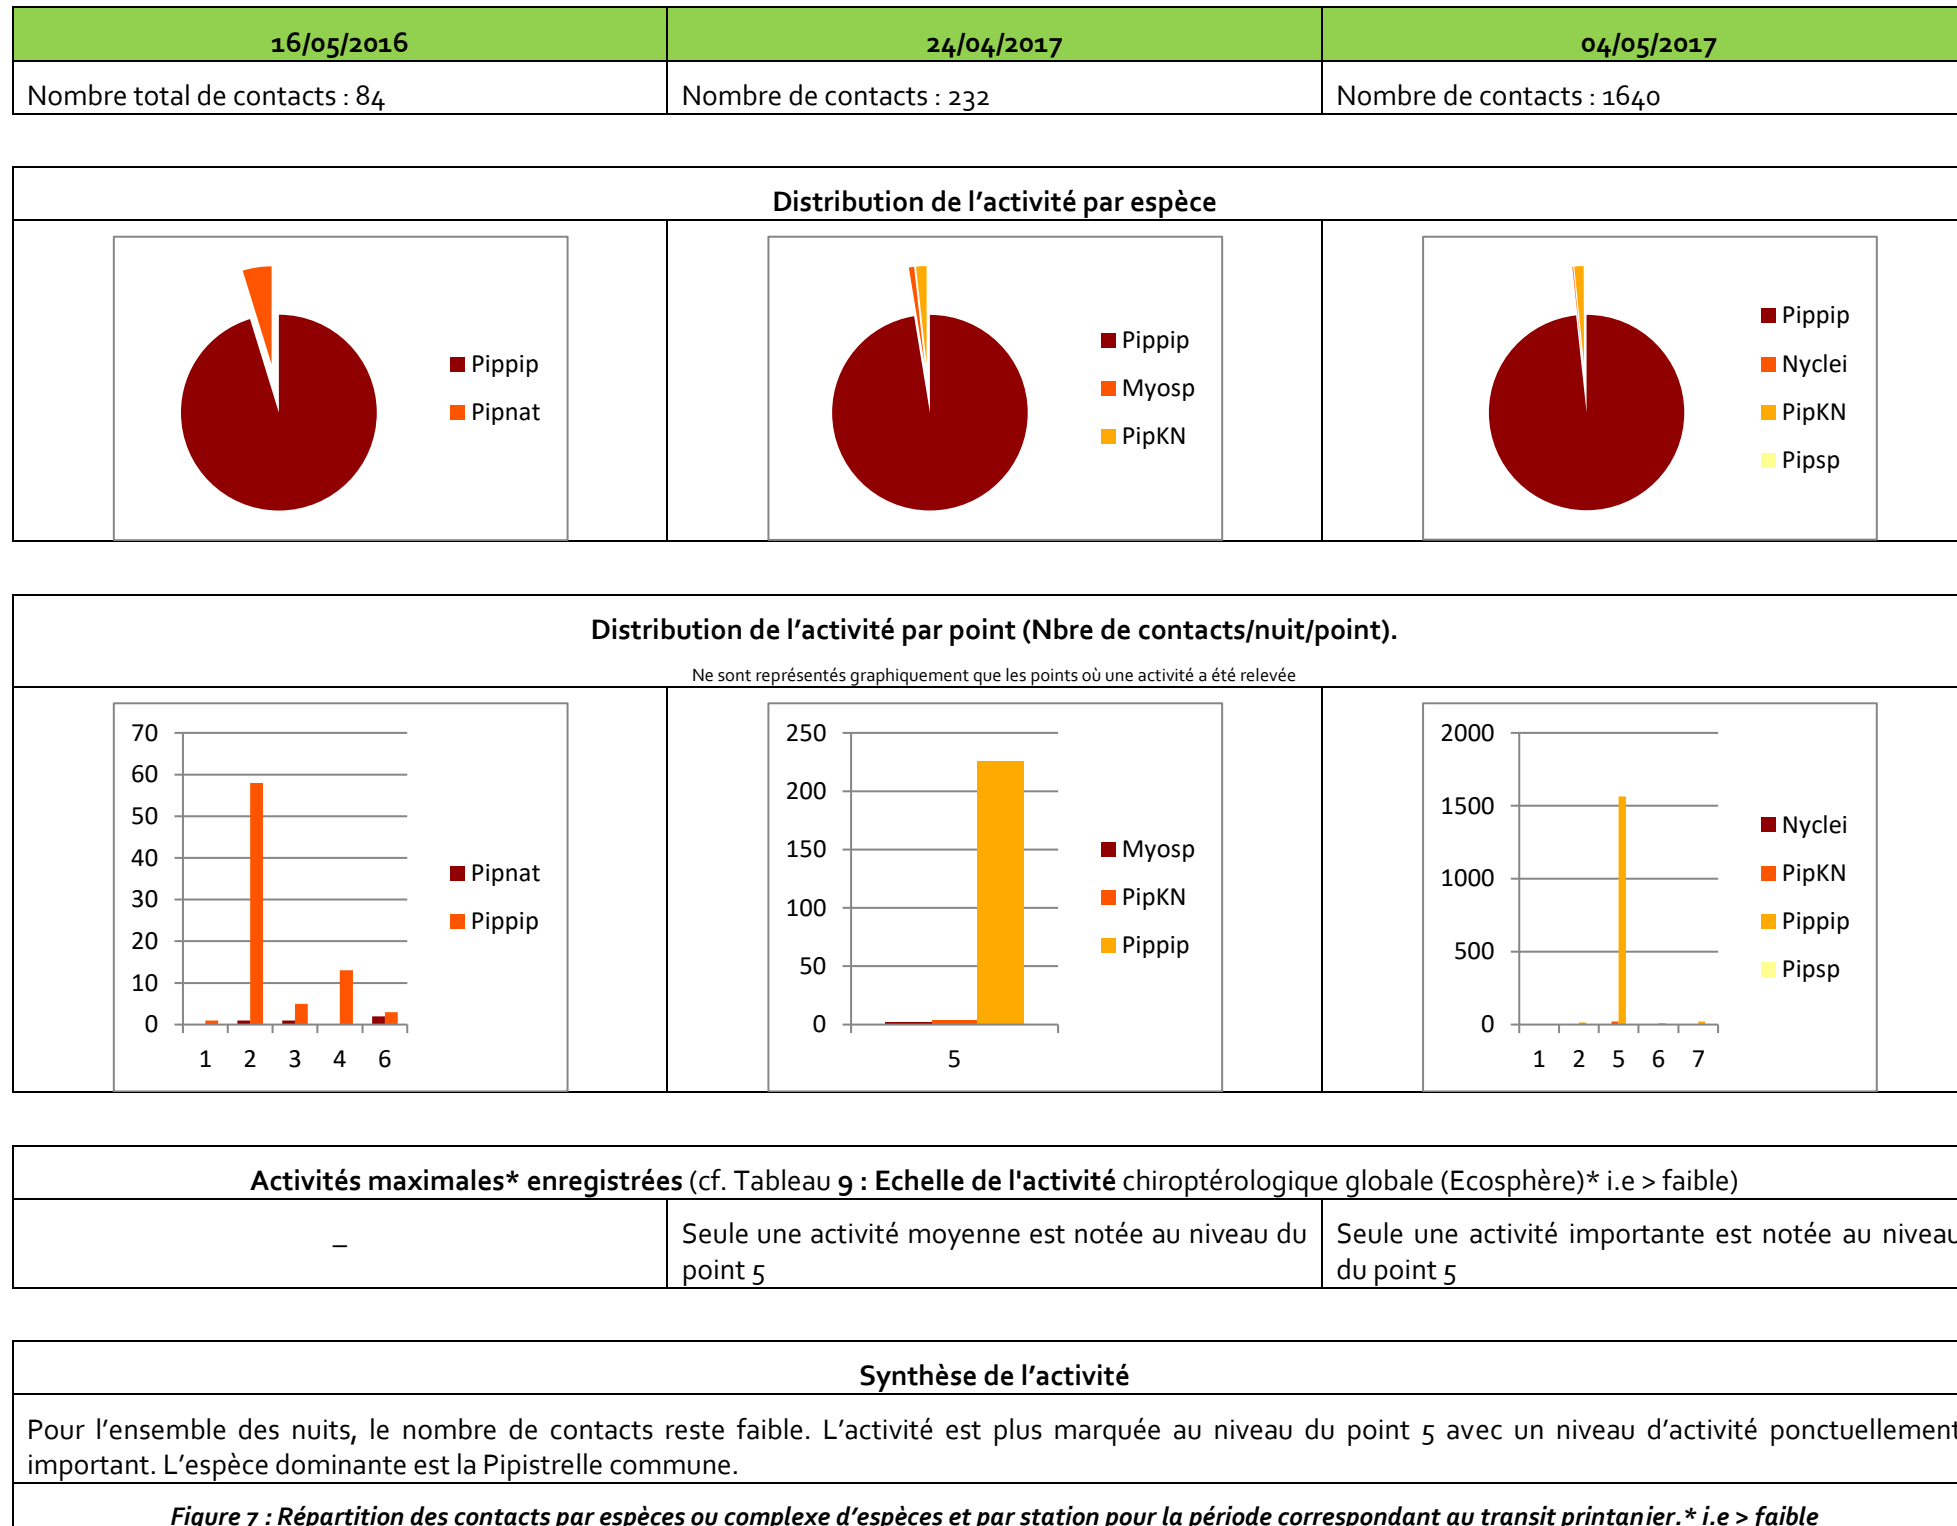 16/05/2016
24/04/2017
04/05/2017
Nombre total de contacts : 84
Nombre de contacts : 232
Nombre de contacts : 1640
Distribution de l’activité par espèce
Pippip
Pipnat
Pippip
Myosp
PipKN
Pippip
Nyclei
PipKN
Pipsp
Distribution de l’activité par point (Nbre de contacts/nuit/point).
Ne sont représentés graphiquement que les points où une activité a été relevée
70
60
50
40
30
20
10
0
1 2 3 4 6
Pipnat
Pippip
250
200
150
100
50
0
5
Myosp
PipKN
Pippip
2000
1500
1000
500
0
1 2 5 6 7
Nyclei
PipKN
Pippip
Pipsp
Activités maximales* enregistrées (cf. Tableau 9 : Echelle de l'activité chiroptérologique globale (Ecosphère)* i.e > faible)
–
Seule une activité moyenne est notée au niveau du
point 5
Seule une activité importante est notée au niveau
du point 5
Synthèse de l’activité
Pour l’ensemble des nuits, le nombre de contacts reste faible. L’activité est plus marquée au niveau du point 5 avec un niveau d’activité ponctuellement
important. L’espèce dominante est la Pipistrelle commune.
Figure 7 : Répartition des contacts par espèces ou complexe d’espèces et par station pour la période correspondant au transit printanier.* i.e > faible